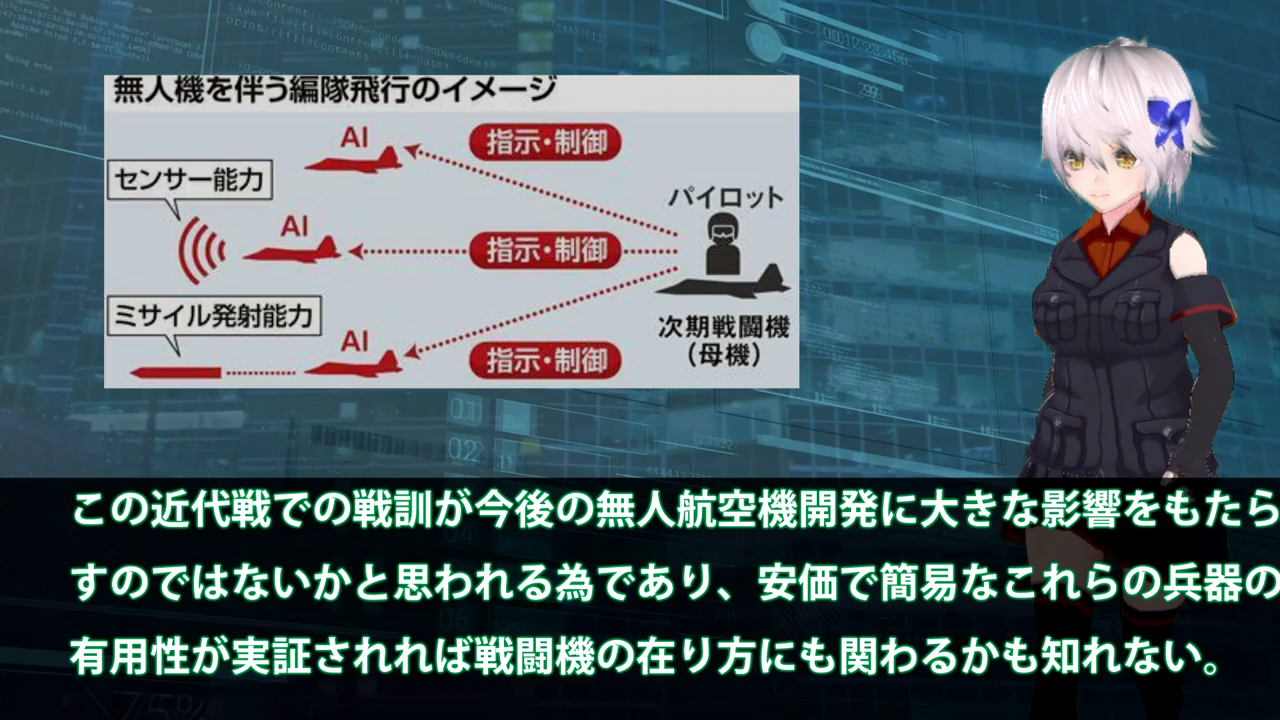 無人機を伴う編隊飛行のイメージ
AI
指示・制御
センサー能力
パイロット
AI
指示・制御
ミサイル発射能力
次期戦闘機
(母機)
AI
指示・制御
この近代戦での戦訓が今後の無人航空機開発に大きな影響をもたら
すのではないかと思われる為であり、安価で簡易なこれらの兵器の
有用性が実証されれば戦闘機の在り方にも関わるかも知れない。